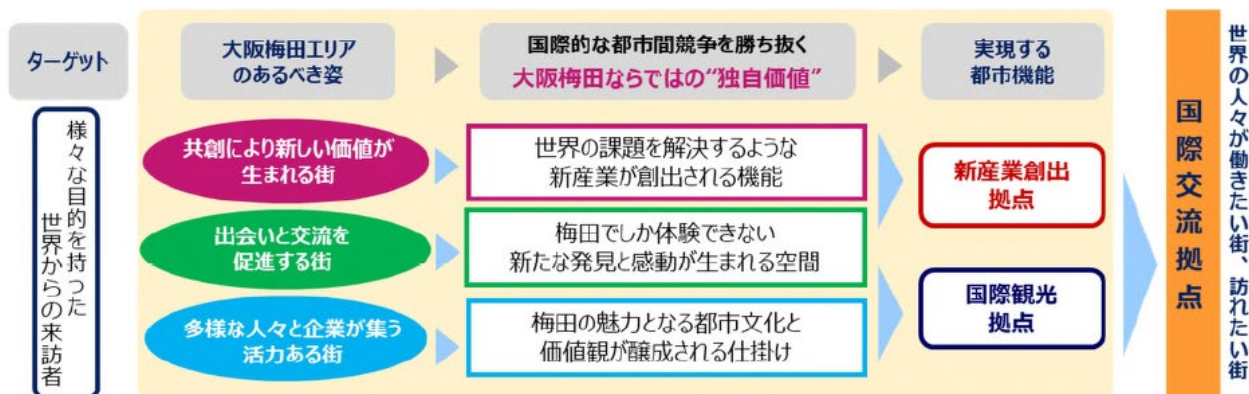 ターゲット
様々な目的を持った
世界からの来訪者
大阪梅田エリア
のあるべき姿
国際的な都市間競争を勝ち抜く
大阪梅田ならではの“独自価値”
実現する
都市機能
共創により新しい価値が
生まれる街
世界の課題を解決するような
新産業が創出される機能
出会いと交流を
促進する街
梅田でしか体験できない
新たな発見と感動が生まれる空間
多様な人々と企業が集う
活力ある街
梅田の魅力となる都市文化と
価値観が醸成される仕掛け
新産業創出
拠点
国際観光
拠点
国際交流拠点
世界の人々が働きたい街、訪れたい街